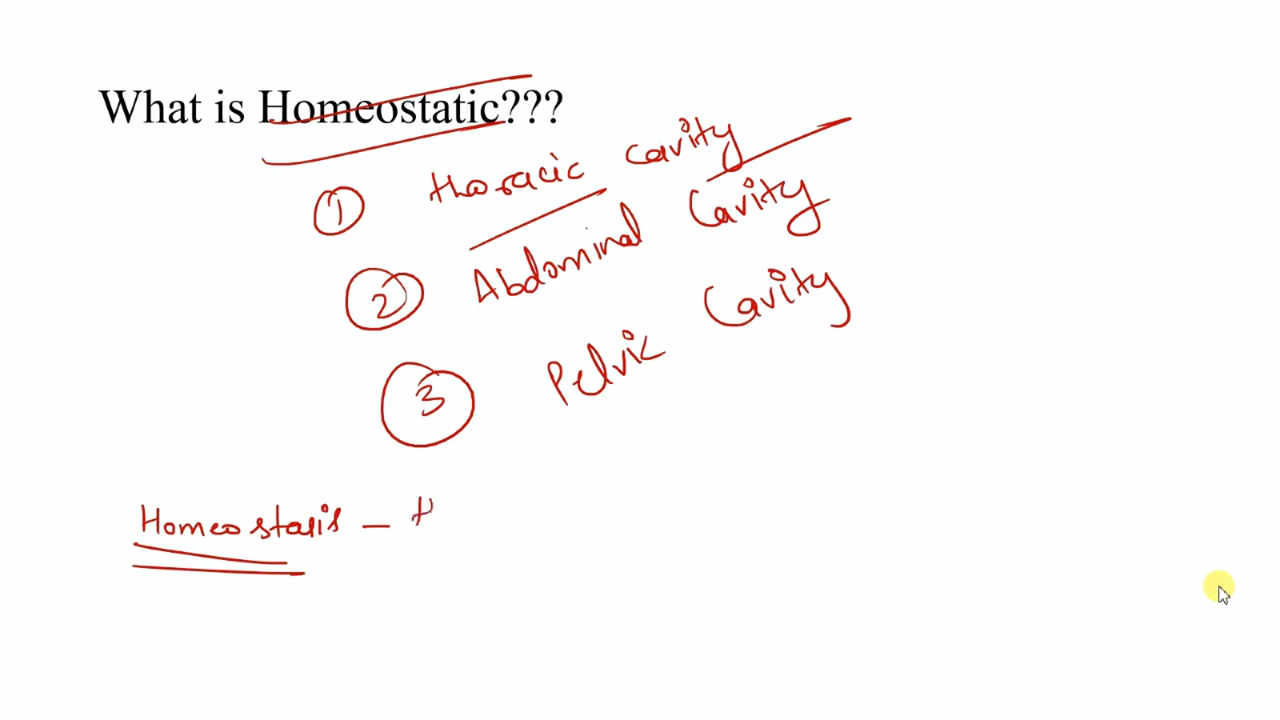 What is Homeostatic???
1 thoracic cavity
2 Abdominal Cavity
3 Pelvic Cavity
Homeostasis –